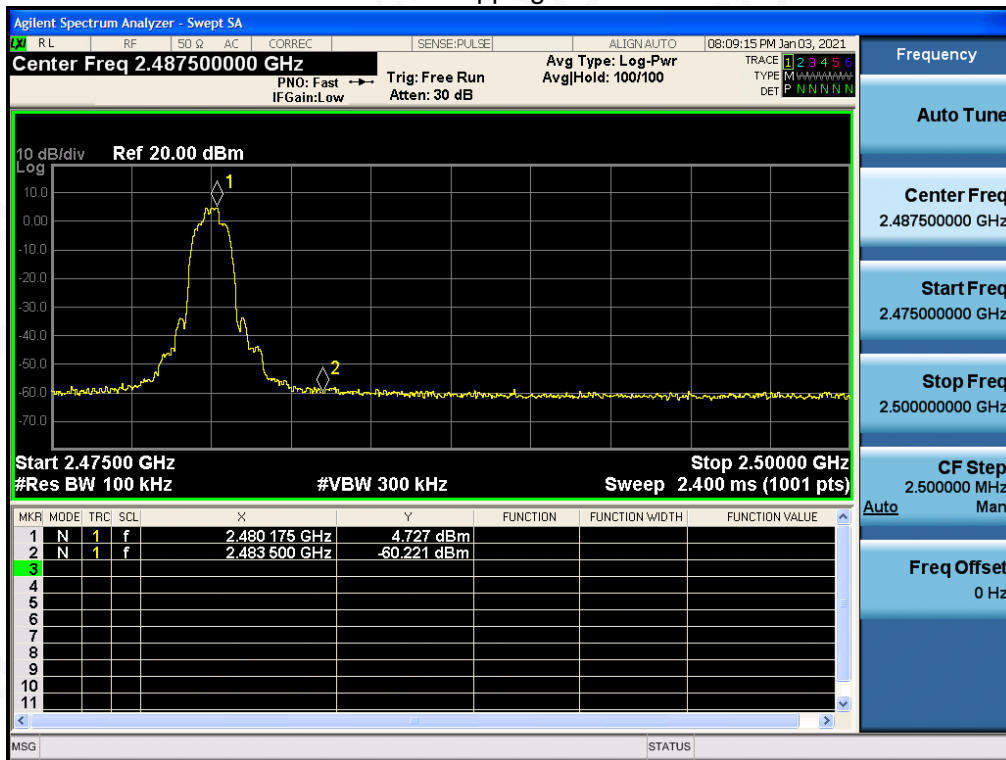 Agilent Spectrum Analyzer - Swept SA
LXI RL RF 50 Ω AC CORREC SENSE:PULSE ALIGN AUTO 08:09:15 PM Jan 03, 2021
Center Freq 2.487500000 GHz
PNO: Fast
IFGain:Low
Trig: Free Run
Atten: 30 dB
Avg Type: Log-Pwr
Avg|Hold: 100/100
TRACE 1 2 3 4 5 6
TYPE M
DET P N N N N N
10 dB/div Ref 20.00 dBm
Log
10.0
0.00
-10.0
-20.0
-30.0
-40.0
-50.0
-60.0
-70.0
1
2
Start 2.47500 GHz Stop 2.50000 GHz
#Res BW 100 kHz #VBW 300 kHz Sweep 2.400 ms (1001 pts)
MKR MODE TRC SCL X Y FUNCTION FUNCTION WIDTH FUNCTION VALUE
1 N 1 f 2.480 175 GHz 4.727 dBm
2 N 1 f 2.483 500 GHz -60.221 dBm
3
4
5
6
7
8
9
10
11
MSG STATUS
Frequency
Auto Tune
Center Freq
2.487500000 GHz
Start Freq
2.475000000 GHz
Stop Freq
2.500000000 GHz
CF Step
2.500000 MHz
Auto Man
Freq Offset
0 Hz